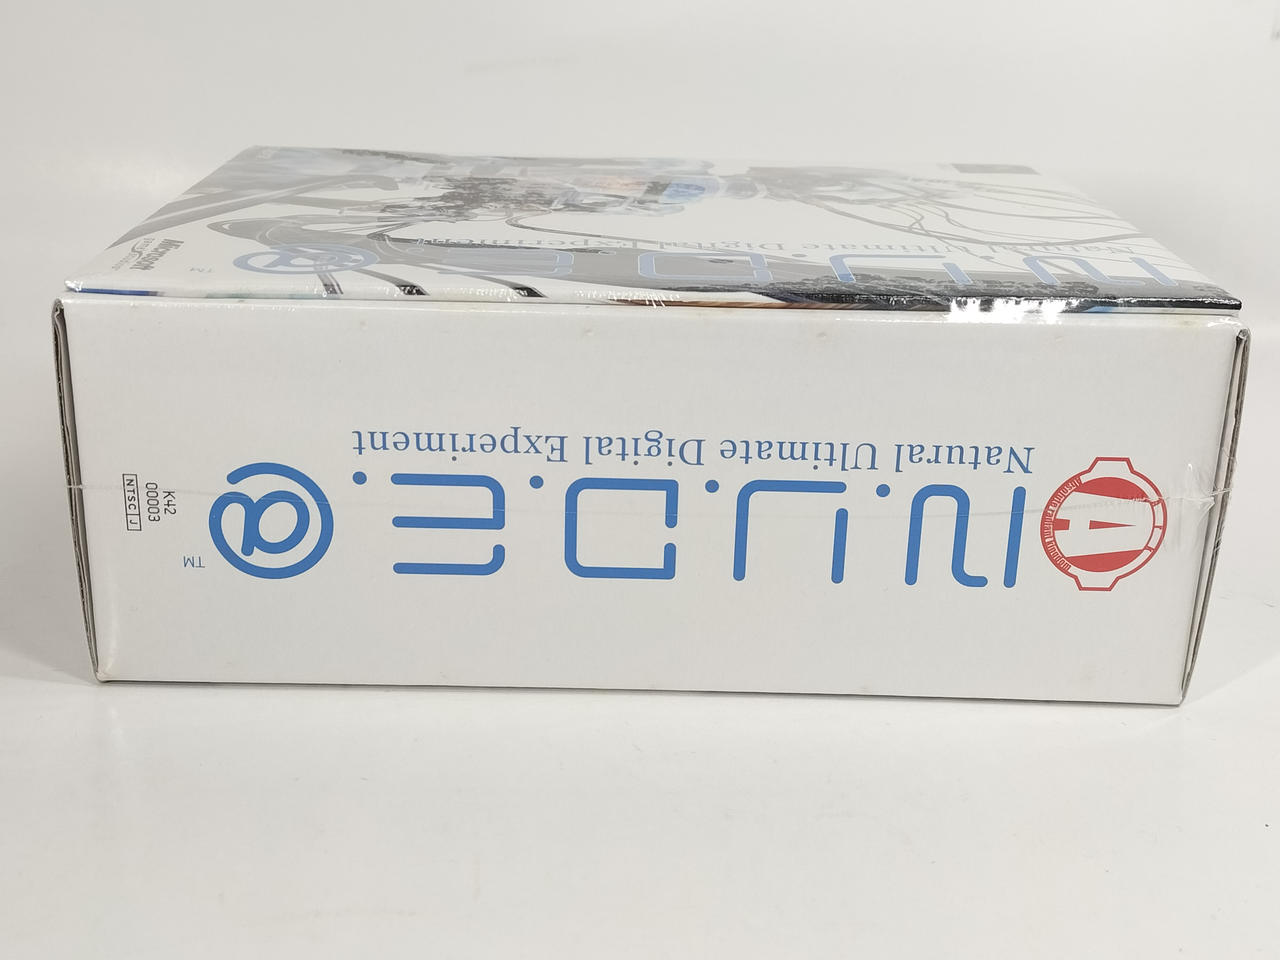 Microsoft
Natural Ultimate Digital Experiment
N.U.D.E.@
TM
Natural Ultimate Digital Experiment
N.U.D.E.@
TM
A
K42
00003
NTSC J